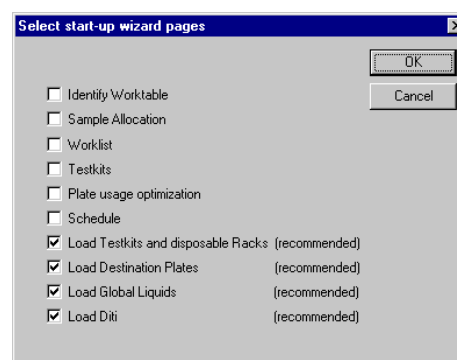 Select start-up wizard pages
OK
Identify Worktable
Cancel
Sample Allocation
Worklist
Testkits
Plate usage optimization
Schedule
Load Testkits and disposable Racks (recommended)
Load Destination Plates (recommended)
Load Global Liquids (recommended)
Load Diti (recommended)